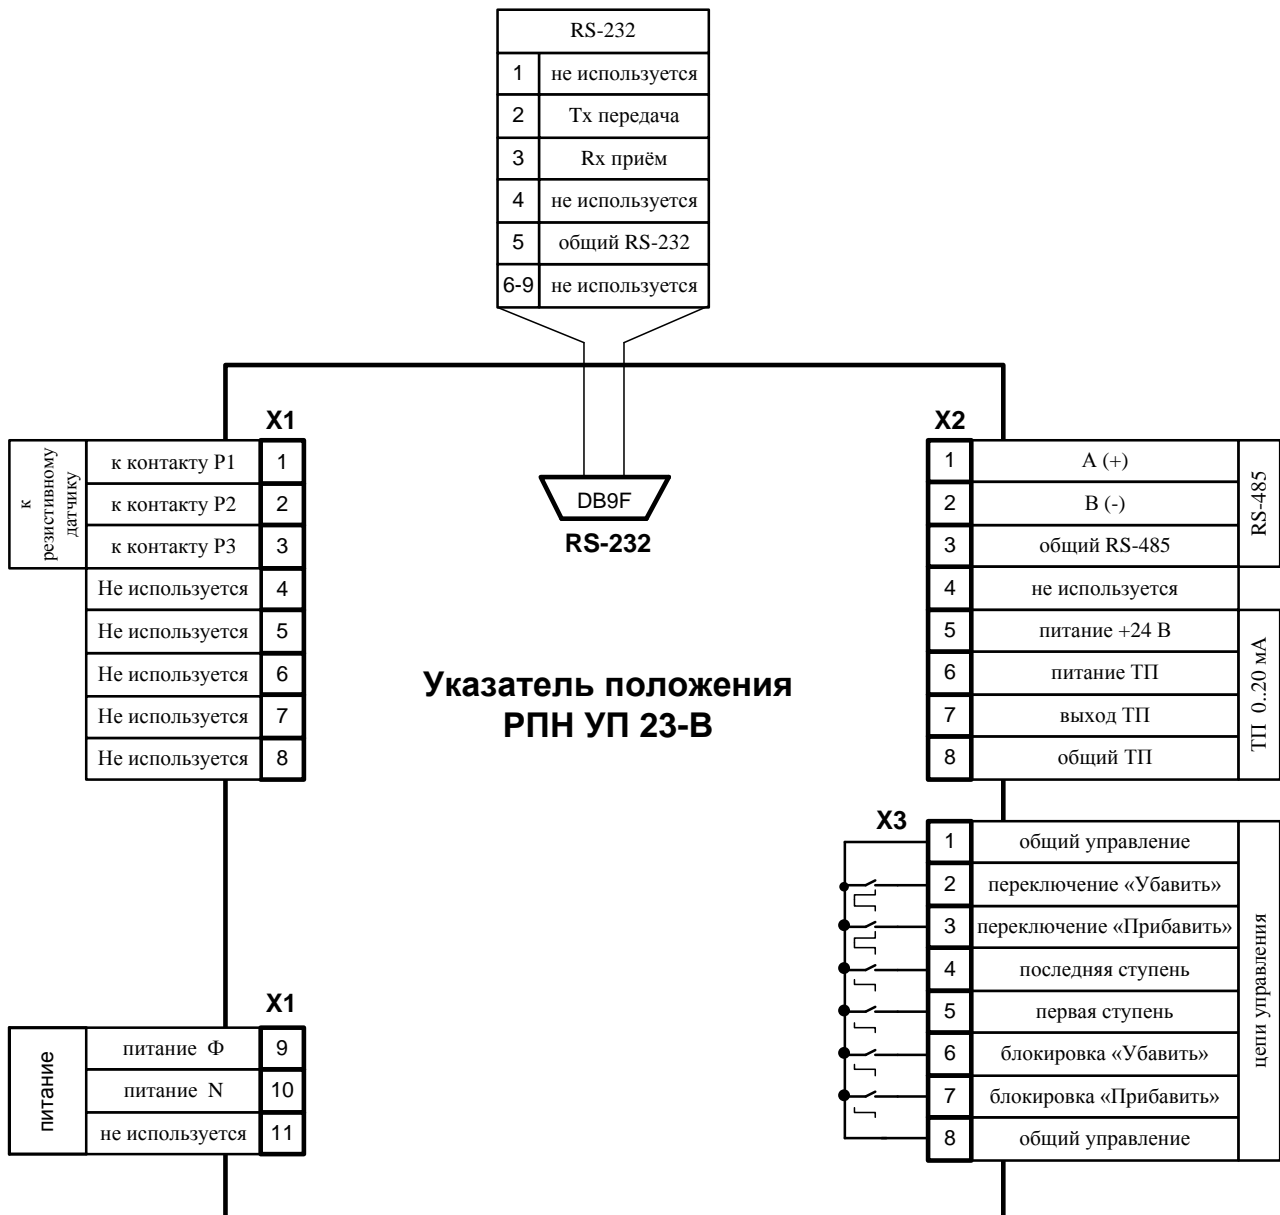 RS-232
1 не используется
2 Tx передача
3 Rx приём
4 не используется
5 общий RS-232
6-9 не используется
DB9F
RS-232
X1
к резистивному датчику
1 к контакту P1
2 к контакту P2
3 к контакту P3
Не используется 4
Не используется 5
Не используется 6
Не используется 7
Не используется 8
Указатель положения
РПН УП 23-В
X2
1 A (+)
2 B (-)
3 общий RS-485
RS-485
4 не используется
5 питание +24 В
6 питание ТП
7 выход ТП
8 общий ТП
ТП 0..20 мА
X3
1 общий управление
2 переключение «Убавить»
3 переключение «Прибавить»
4 последняя ступень
5 первая ступень
6 блокировка «Убавить»
7 блокировка «Прибавить»
8 общий управление
цепи управления
X1
питание
питание Ф 9
питание N 10
не используется 11